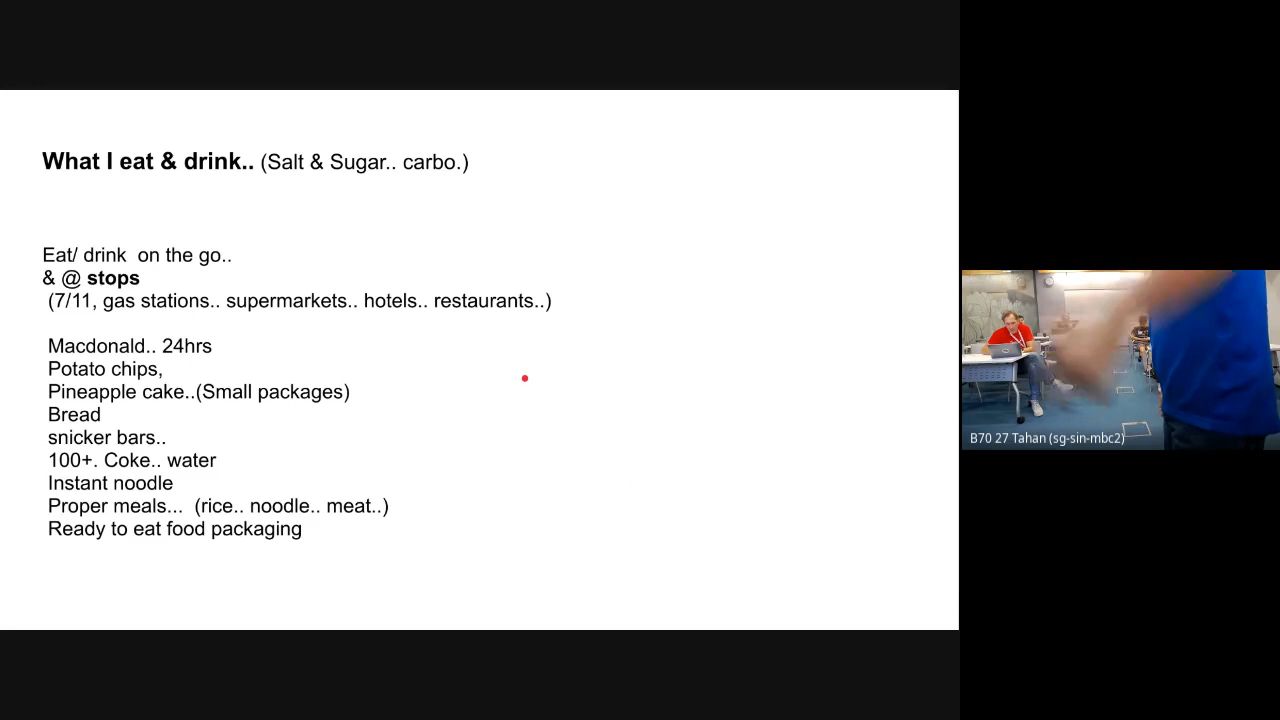 What I eat & drink.. (Salt & Sugar.. carbo.)
Eat/ drink  on the go..
& @ stops
(7/11, gas stations.. supermarkets.. hotels.. restaurants..)
Macdonald.. 24hrs
Potato chips,
Pineapple cake..(Small packages)
Bread
snicker bars..
100+. Coke.. water
Instant noodle
Proper meals...  (rice.. noodle.. meat..)
Ready to eat food packaging
B70 27 Tahan (sg-sin-mbc2)